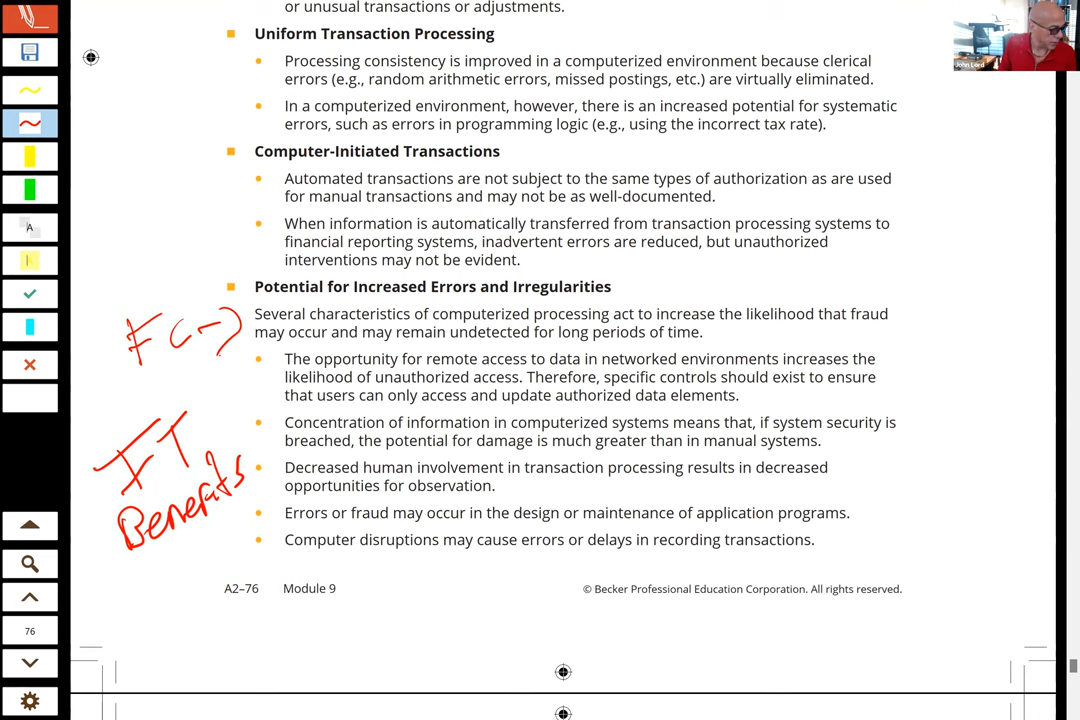 or unusual transactions or adjustments.
Uniform Transaction Processing
Processing consistency is improved in a computerized environment because clerical
errors (e.g., random arithmetic errors, missed postings, etc.) are virtually eliminated.
In a computerized environment, however, there is an increased potential for systematic
errors, such as errors in programming logic (e.g., using the incorrect tax rate).
Computer-Initiated Transactions
Automated transactions are not subject to the same types of authorization as are used
for manual transactions and may not be as well-documented.
When information is automatically transferred from transaction processing systems to
financial reporting systems, inadvertent errors are reduced, but unauthorized
interventions may not be evident.
Potential for Increased Errors and Irregularities
Several characteristics of computerized processing act to increase the likelihood that fraud
may occur and may remain undetected for long periods of time.
The opportunity for remote access to data in networked environments increases the
likelihood of unauthorized access. Therefore, specific controls should exist to ensure
that users can only access and update authorized data elements.
Concentration of information in computerized systems means that, if system security is
breached, the potential for damage is much greater than in manual systems.
Decreased human involvement in transaction processing results in decreased
opportunities for observation.
Errors or fraud may occur in the design or maintenance of application programs.
Computer disruptions may cause errors or delays in recording transactions.
IT
Benefits
A2–76 Module 9 © Becker Professional Education Corporation. All rights reserved.
John Lord
A
76